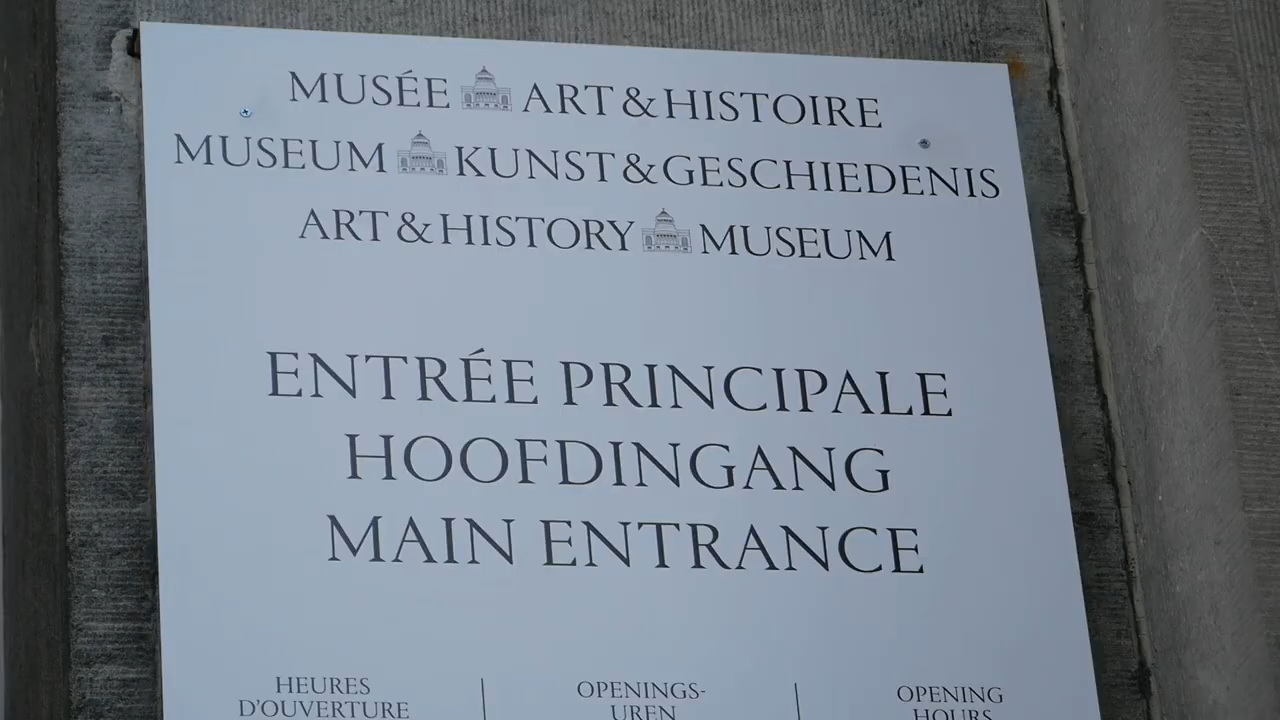 MUSÉE ART & HISTOIRE
MUSEUM KUNST & GESCHIEDENIS
ART & HISTORY MUSEUM
ENTRÉE PRINCIPALE
HOOFDINGANG
MAIN ENTRANCE
HEURES
D'OUVERTURE
OPENINGS-
UREN
OPENING
HOURS